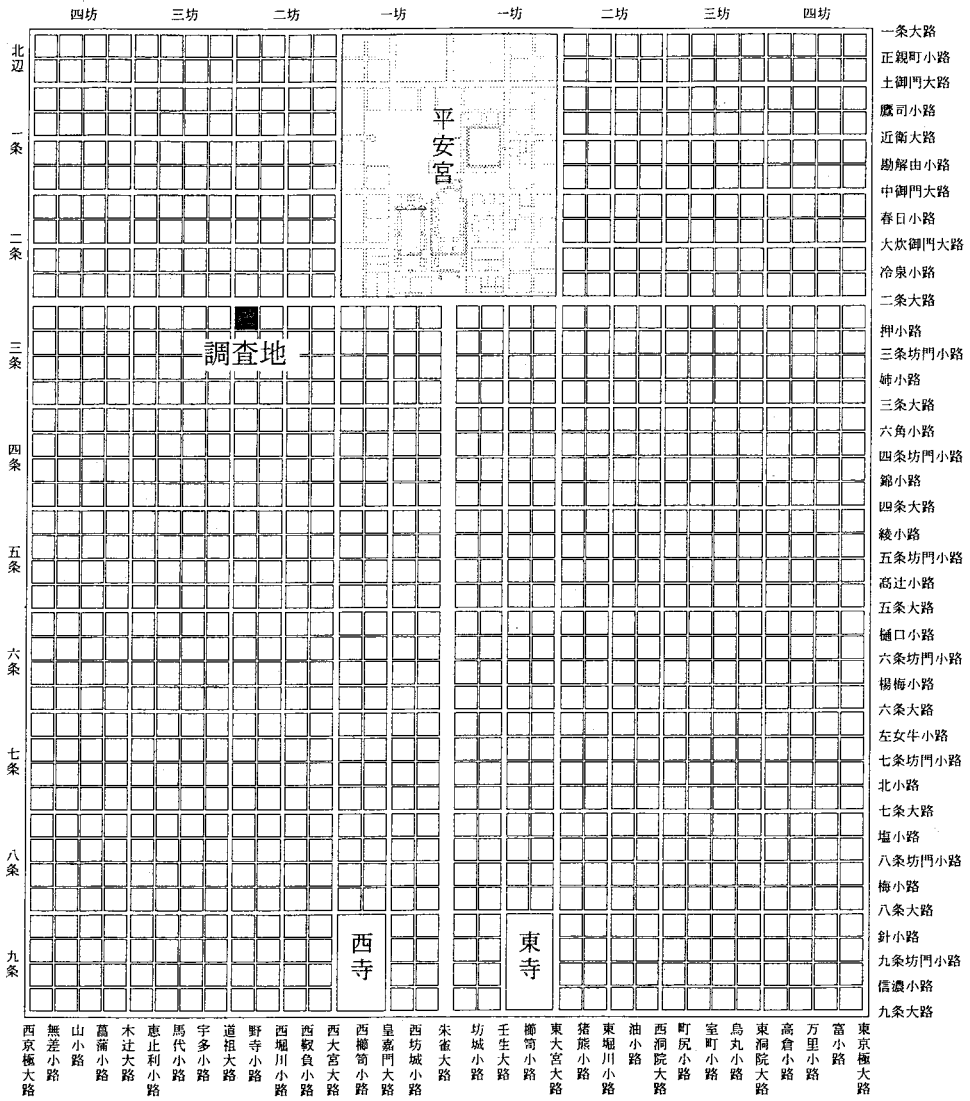 四坊
三坊
二坊
一坊
一坊
二坊
三坊
四坊
北辺
一条
二条
三条
四条
五条
六条
七条
八条
九条
平安宮
調査地
西寺
東寺
一条大路
正親町小路
土御門大路
鷹司小路
近衛大路
勘解由小路
中御門大路
春日小路
大炊御門大路
冷泉小路
二条大路
押小路
三条坊門小路
姉小路
三条大路
六角小路
四条坊門小路
錦小路
四条大路
綾小路
五条坊門小路
高辻小路
五条大路
樋口小路
六条坊門小路
楊梅小路
六条大路
左女牛小路
七条坊門小路
北小路
七条大路
塩小路
八条坊門小路
梅小路
八条大路
針小路
九条坊門小路
信濃小路
九条大路
西京極大路
無差小路
山小路
菖蒲小路
木辻大路
恵止利小路
馬代小路
宇多小路
道祖大路
野寺小路
西堀川小路
西靫負小路
西大宮大路
西櫛笥小路
皇嘉門大路
西坊城小路
朱雀大路
坊城小路
壬生大路
櫛笥小路
東大宮大路
猪熊小路
東堀川小路
油小路
西洞院大路
町尻小路
室町小路
烏丸小路
東洞院大路
高倉小路
万里小路
富小路
東京極大路